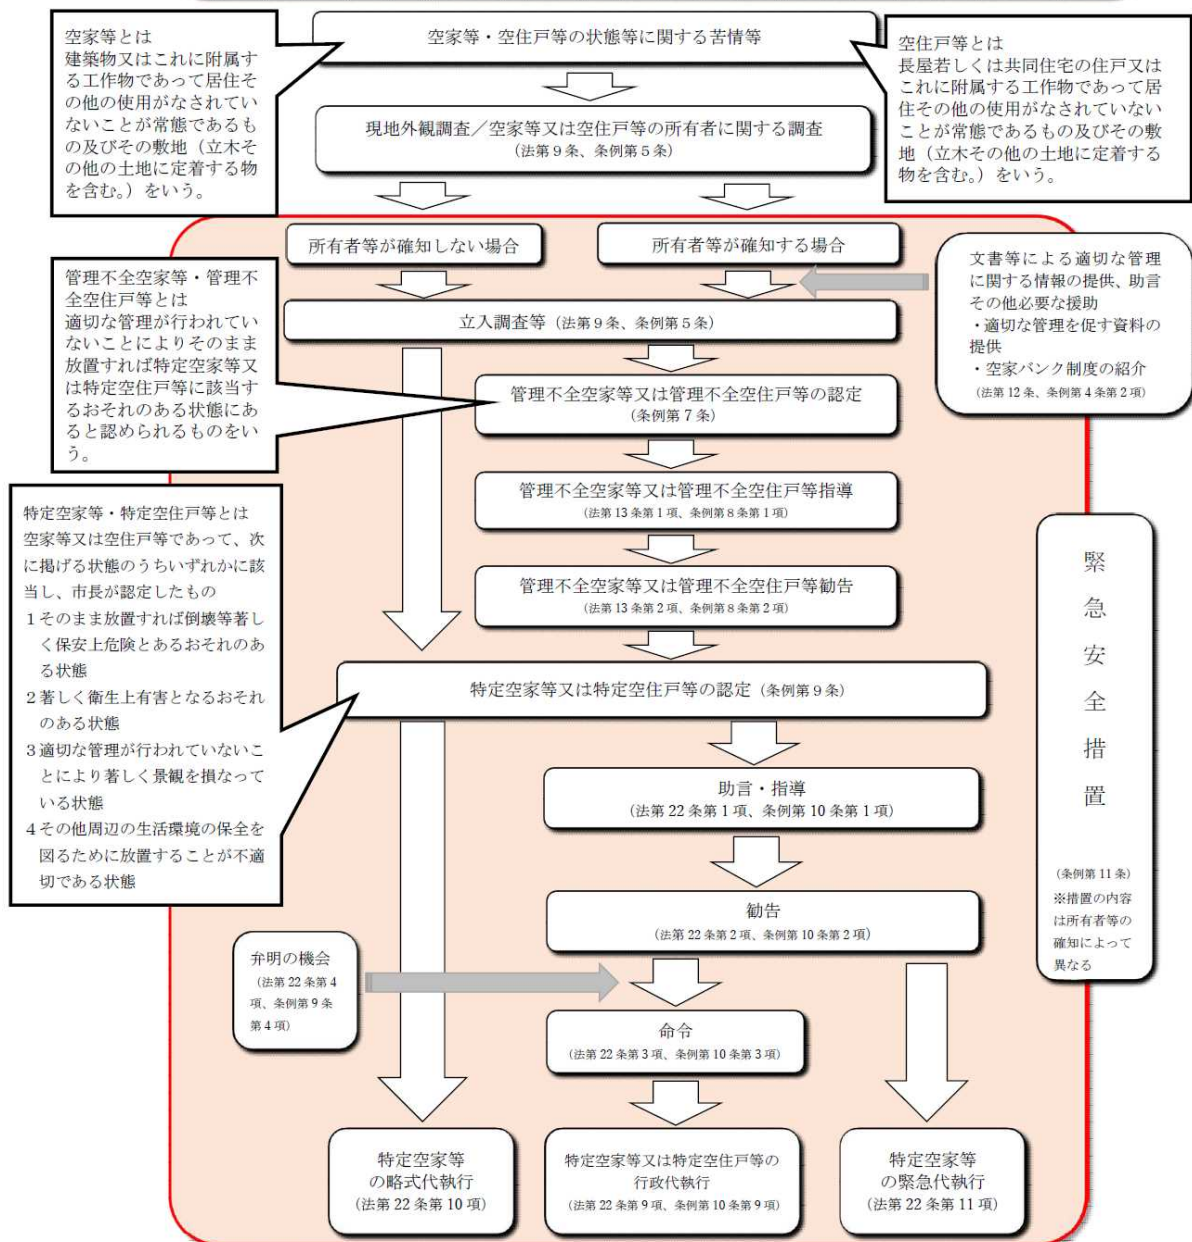 空家等・空住戸等の状態等に関する苦情等
空家等とは
建築物又はこれに附属す
る工作物であって居住そ
の他の使用がなされてい
ないことが常態であるも
の及びその敷地（立木そ
の他の土地に定着する物
を含む。）をいう。
空住戸等とは
長屋若しくは共同住宅の住戸又は
これに附属する工作物であって居
住その他の使用がなされていない
ことが常態であるもの及びその敷
地（立木その他の土地に定着する
物を含む。）をいう。
現地外観調査／空家等又は空住戸等の所有者に関する調査
（法第９条、条例第５条）
所有者等が確知しない場合
所有者等が確知する場合
文書等による適切な管理
に関する情報の提供、助言
その他必要な援助
・適切な管理を促す資料の
提供
・空家バンク制度の紹介
（法第 12 条、条例第４条第２項）
立入調査等（法第９条、条例第５条）
管理不全空家等・管理不
全空住戸等とは
適切な管理が行われてい
ないことによりそのまま
放置すれば特定空家等又
は特定空住戸等に該当す
るおそれのある状態にあ
ると認められるものをい
う。
管理不全空家等又は管理不全空住戸等の認定
（条例第７条）
管理不全空家等又は管理不全空住戸等指導
（法第 13 条第１項、条例第８条第１項）
管理不全空家等又は管理不全空住戸等勧告
（法第 13 条第２項、条例第８条第２項）
特定空家等・特定空住戸等とは
空家等又は空住戸等であって、次
に掲げる状態のうちいずれかに該
当し、市長が認定したもの
１そのまま放置すれば倒壊等著し
く保安上危険とあるおそれのあ
る状態
２著しく衛生上有害となるおそれ
のある状態
３適切な管理が行われていないこ
とにより著しく景観を損なって
いる状態
４その他周辺の生活環境の保全を
図るために放置することが不適
切である状態
特定空家等又は特定空住戸等の認定（条例第９条）
助言・指導
（法第 22 条第１項、条例第 10 条第１項）
勧告
（法第 22 条第２項、条例第 10 条第２項）
弁明の機会
（法第 22 条第４
項、条例第９条
第４項）
命令
（法第 22 条第３項、条例第 10 条第３項）
特定空家等
の略式代執行
（法第 22 条第 10 項）
特定空家等又は特定空住戸等の
行政代執行
（法第 22 条第９項、条例第 10 条第９項）
特定空家等
の緊急代執行
（法第 22 条第 11 項）
緊急安全措置
（条例第 11 条）
※措置の内容
は所有者等の
確知によって
異なる